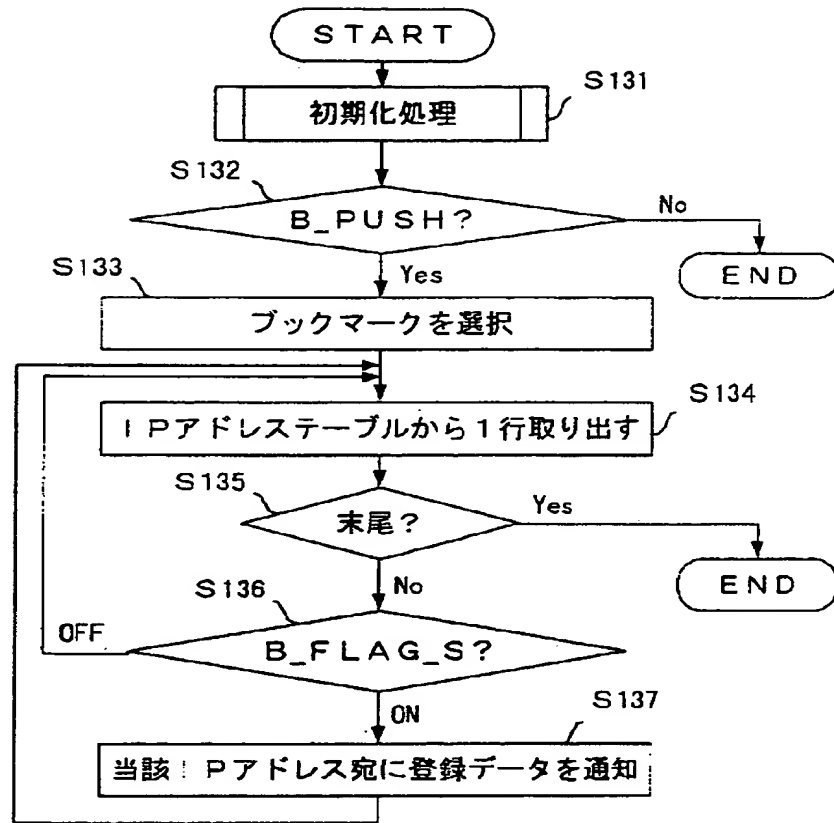 START
S131
初期化処理
S132
B_PUSH?
No
END
S133
Yes
ブックマークを選択
S134
IPアドレステーブルから1行取り出す
S135
末尾?
Yes
END
S136
No
OFF
B_FLAG_S?
S137
ON
当該IPアドレス宛に登録データを通知